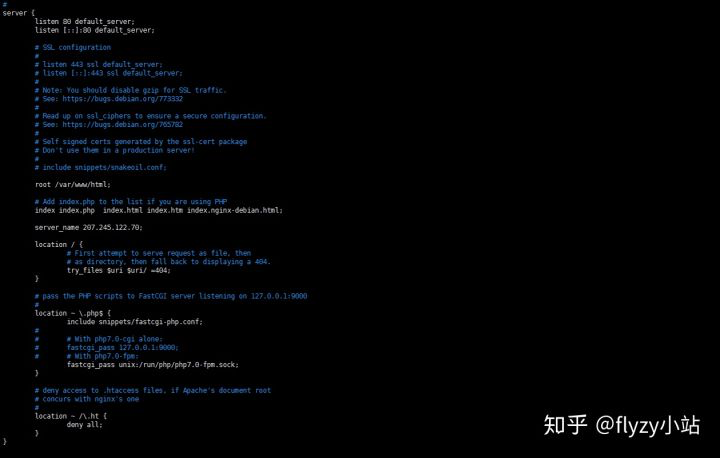 #
server {
listen 80 default_server;
listen [::]:80 default_server;
# SSL configuration
#
# listen 443 ssl default_server;
# listen [::]:443 ssl default_server;
#
# Note: You should disable gzip for SSL traffic.
# See: https://bugs.debian.org/773332
#
# Read up on ssl_ciphers to ensure a secure configuration.
# See: https://bugs.debian.org/765782
#
# Self signed certs generated by the ssl-cert package
# Don't use them in a production server!
#
# include snippets/snakeoil.conf;
root /var/www/html;
# Add index.php to the list if you are using PHP
index index.php  index.html index.htm index.nginx-debian.html;
server_name 207.245.122.70;
location / {
# First attempt to serve request as file, then
# as directory, then fall back to displaying a 404.
try_files $uri $uri/ =404;
}
# pass the PHP scripts to FastCGI server listening on 127.0.0.1:9000
#
location ~ \.php$ {
include snippets/fastcgi-php.conf;
#
# # With php7.0-cgi alone:
# fastcgi_pass 127.0.0.1:9000;
# # With php7.0-fpm:
fastcgi_pass unix:/run/php/php7.0-fpm.sock;
}
# deny access to .htaccess files, if Apache's document root
# concurs with nginx's one
#
location ~ /\.ht {
deny all;
}
}
知乎 @flyzy小站